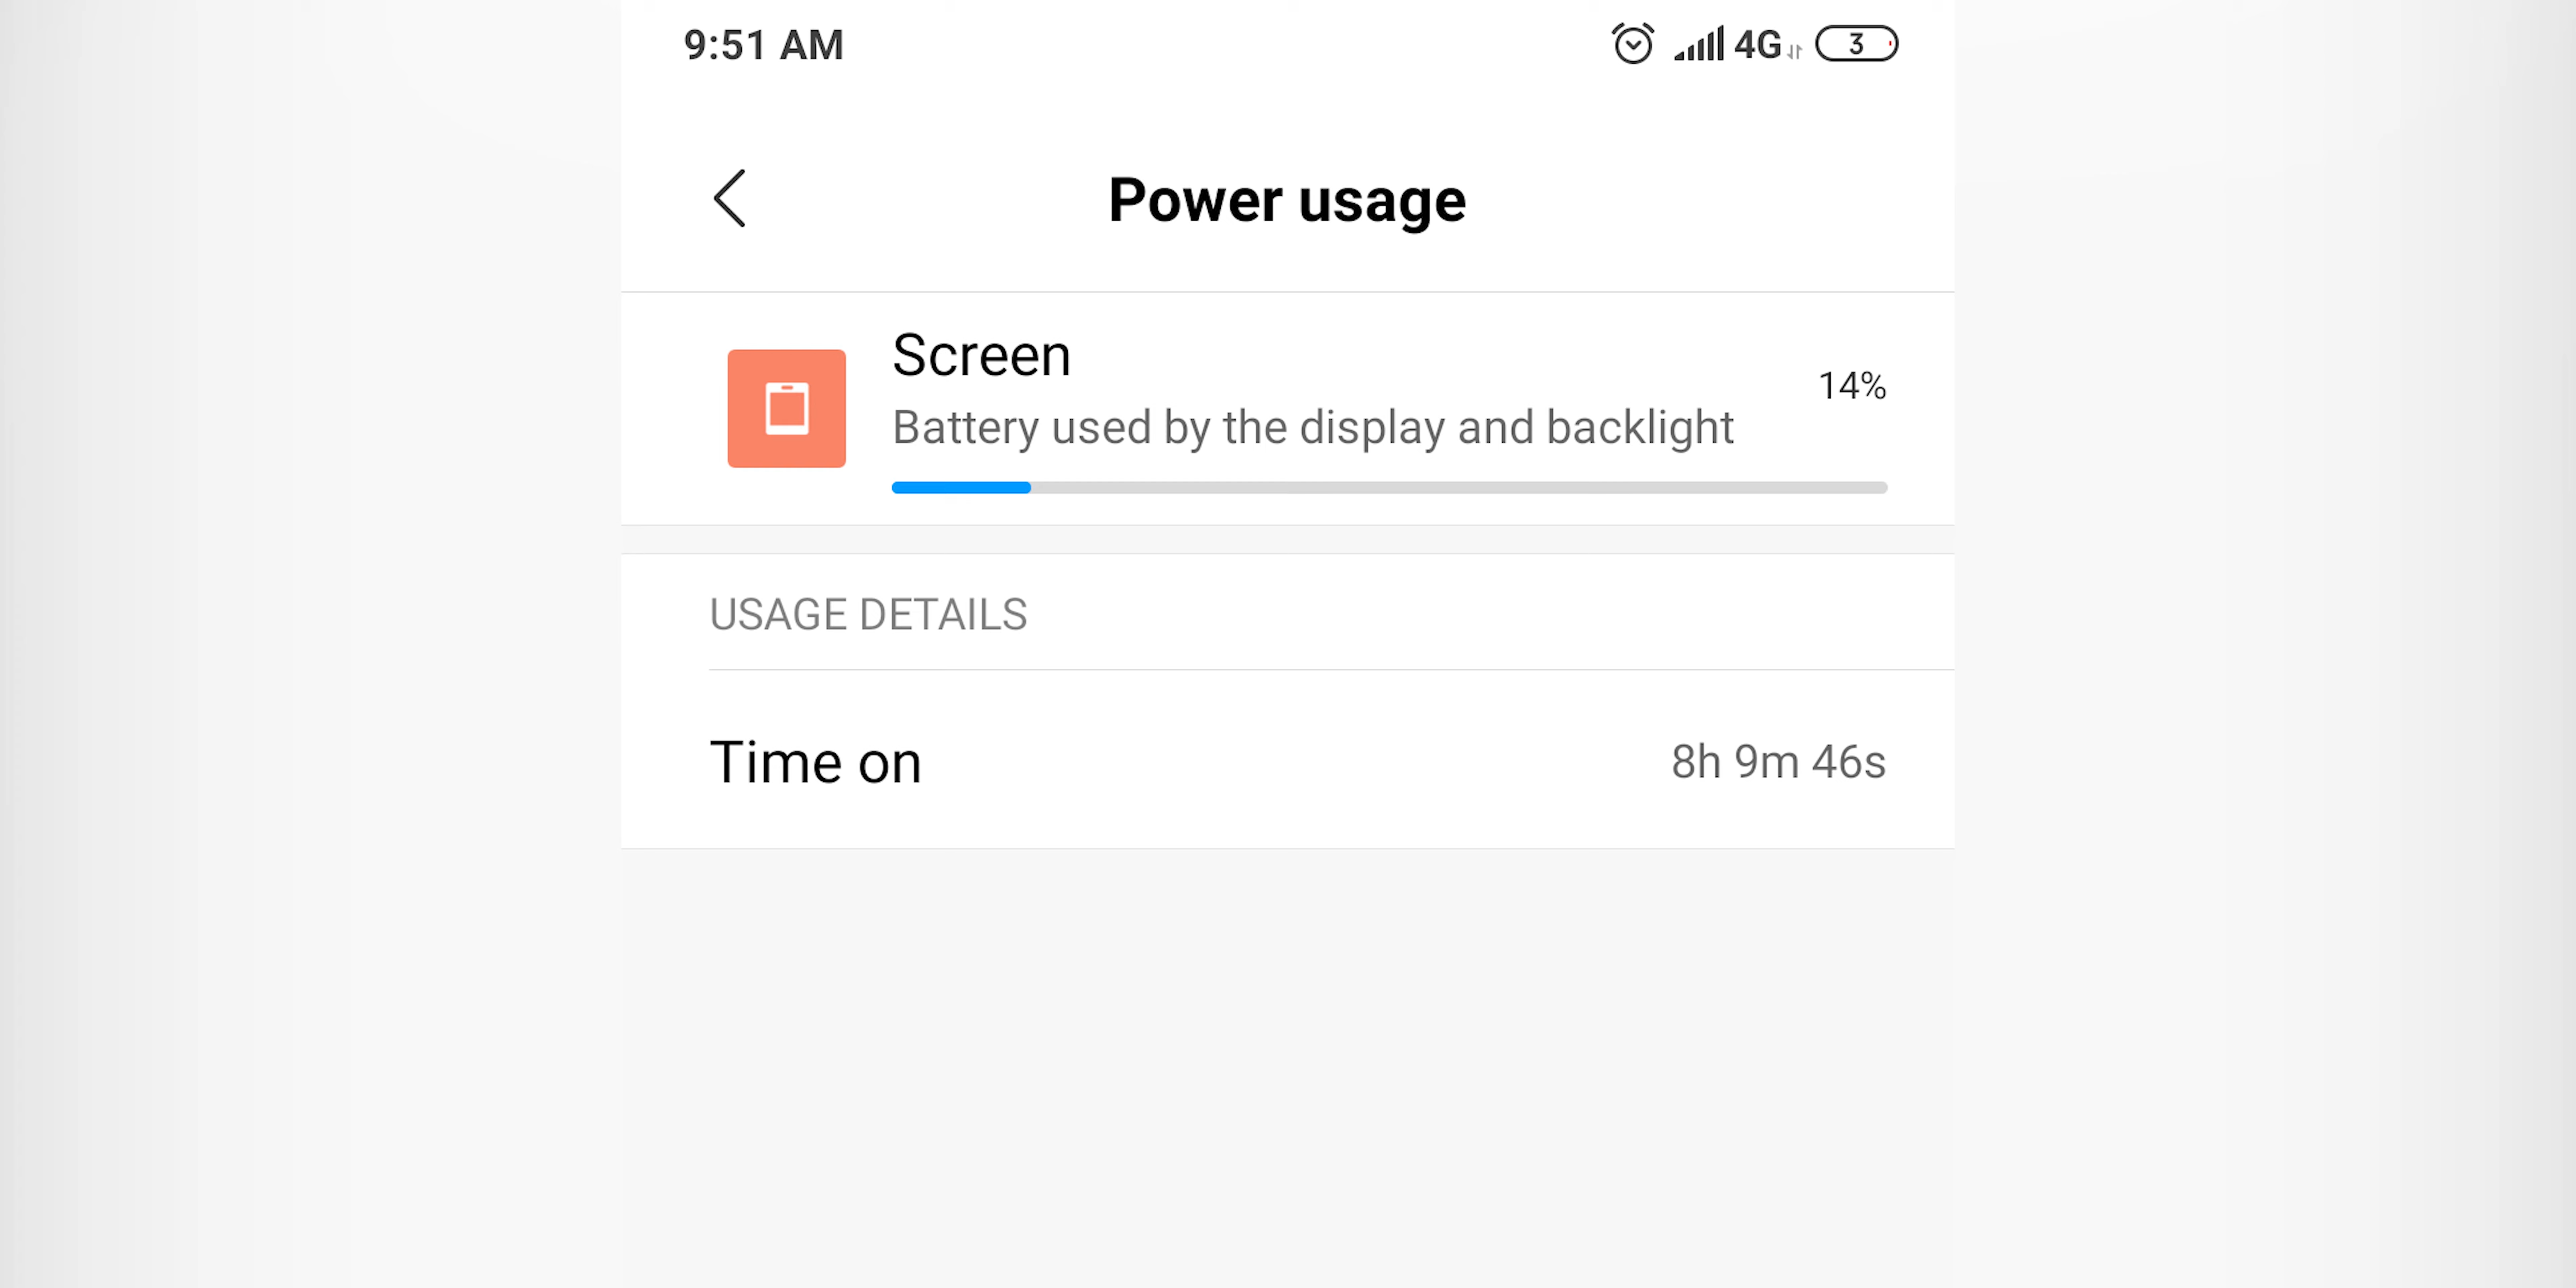 9:51 AM 4G 3
Power usage
Screen
14%
Battery used by the display and backlight
USAGE DETAILS
Time on 8h 9m 46s